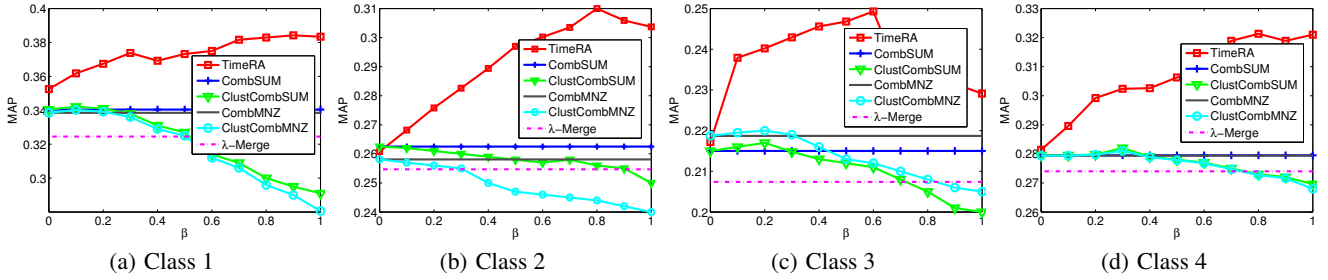 0.4
0.38
0.36
0.34
0.32
0.3
MAP
0 0.2 0.4 0.6 0.8 1
β
TimeRA
CombSUM
ClustCombSUM
CombMNZ
ClustCombMNZ
λ−Merge
(a) Class 1
0.31
0.3
0.29
0.28
0.27
0.26
0.25
0.24
MAP
0 0.2 0.4 0.6 0.8 1
β
TimeRA
CombSUM
ClustCombSUM
CombMNZ
ClustCombMNZ
λ−Merge
(b) Class 2
0.25
0.24
0.23
0.22
0.21
0.2
MAP
0 0.2 0.4 0.6 0.8 1
β
TimeRA
CombSUM
ClustCombSUM
CombMNZ
ClustCombMNZ
λ−Merge
(c) Class 3
0.33
0.32
0.31
0.3
0.29
0.28
0.27
0.26
MAP
0 0.2 0.4 0.6 0.8 1
β
TimeRA
CombSUM
ClustCombSUM
CombMNZ
ClustCombMNZ
λ−Merge
(d) Class 4